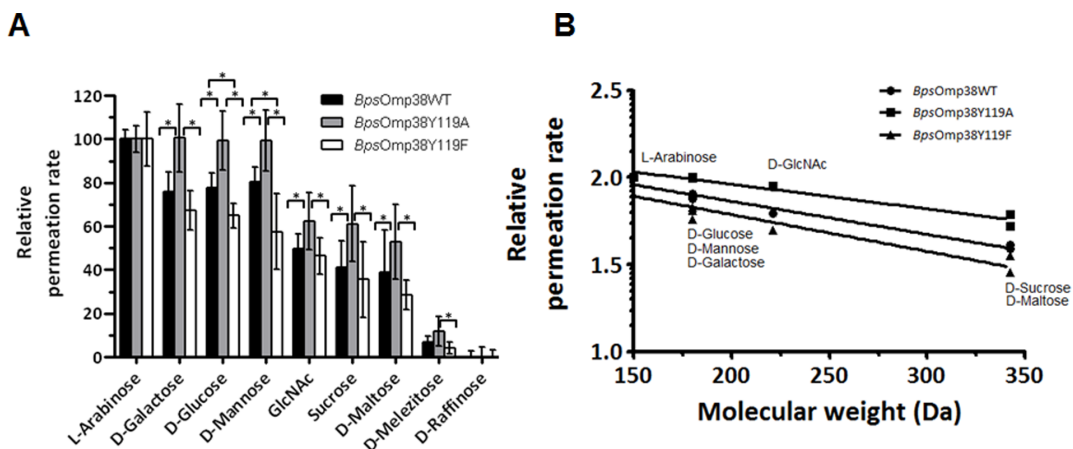 A
Relative
permeation rate
120
100
80
60
40
20
0
* * * * * * * * * * * * * * *
BpsOmp38WT
BpsOmp38Y119A
BpsOmp38Y119F
L-Arabinose
D-Galactose
D-Glucose
D-Mannose
GlcNAc
Sucrose
D-Maltose
D-Melezitose
D-Raffinose
B
Relative
permeation rate
2.5
2.0
1.5
1.0
BpsOmp38WT
BpsOmp38Y119A
BpsOmp38Y119F
L-Arabinose
D-GlcNAc
D-Glucose
D-Mannose
D-Galactose
D-Sucrose
D-Maltose
150 200 250 300 350
Molecular weight (Da)